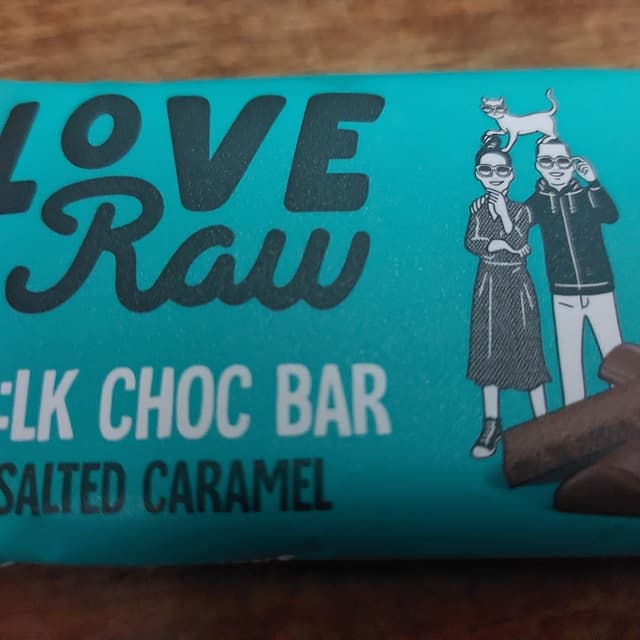 LOVE
Raw
:LK CHOC BAR
SALTED CARAMEL